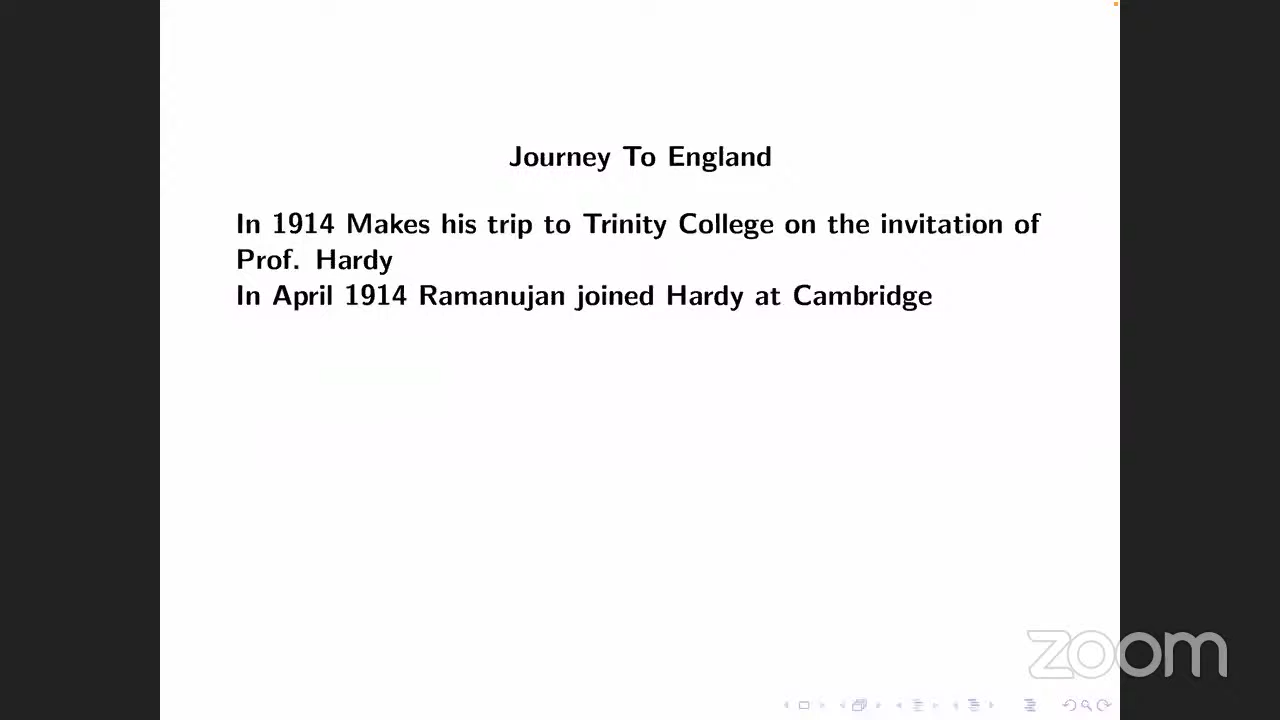 Journey To England
In 1914 Makes his trip to Trinity College on the invitation of
Prof. Hardy
In April 1914 Ramanujan joined Hardy at Cambridge
zoom